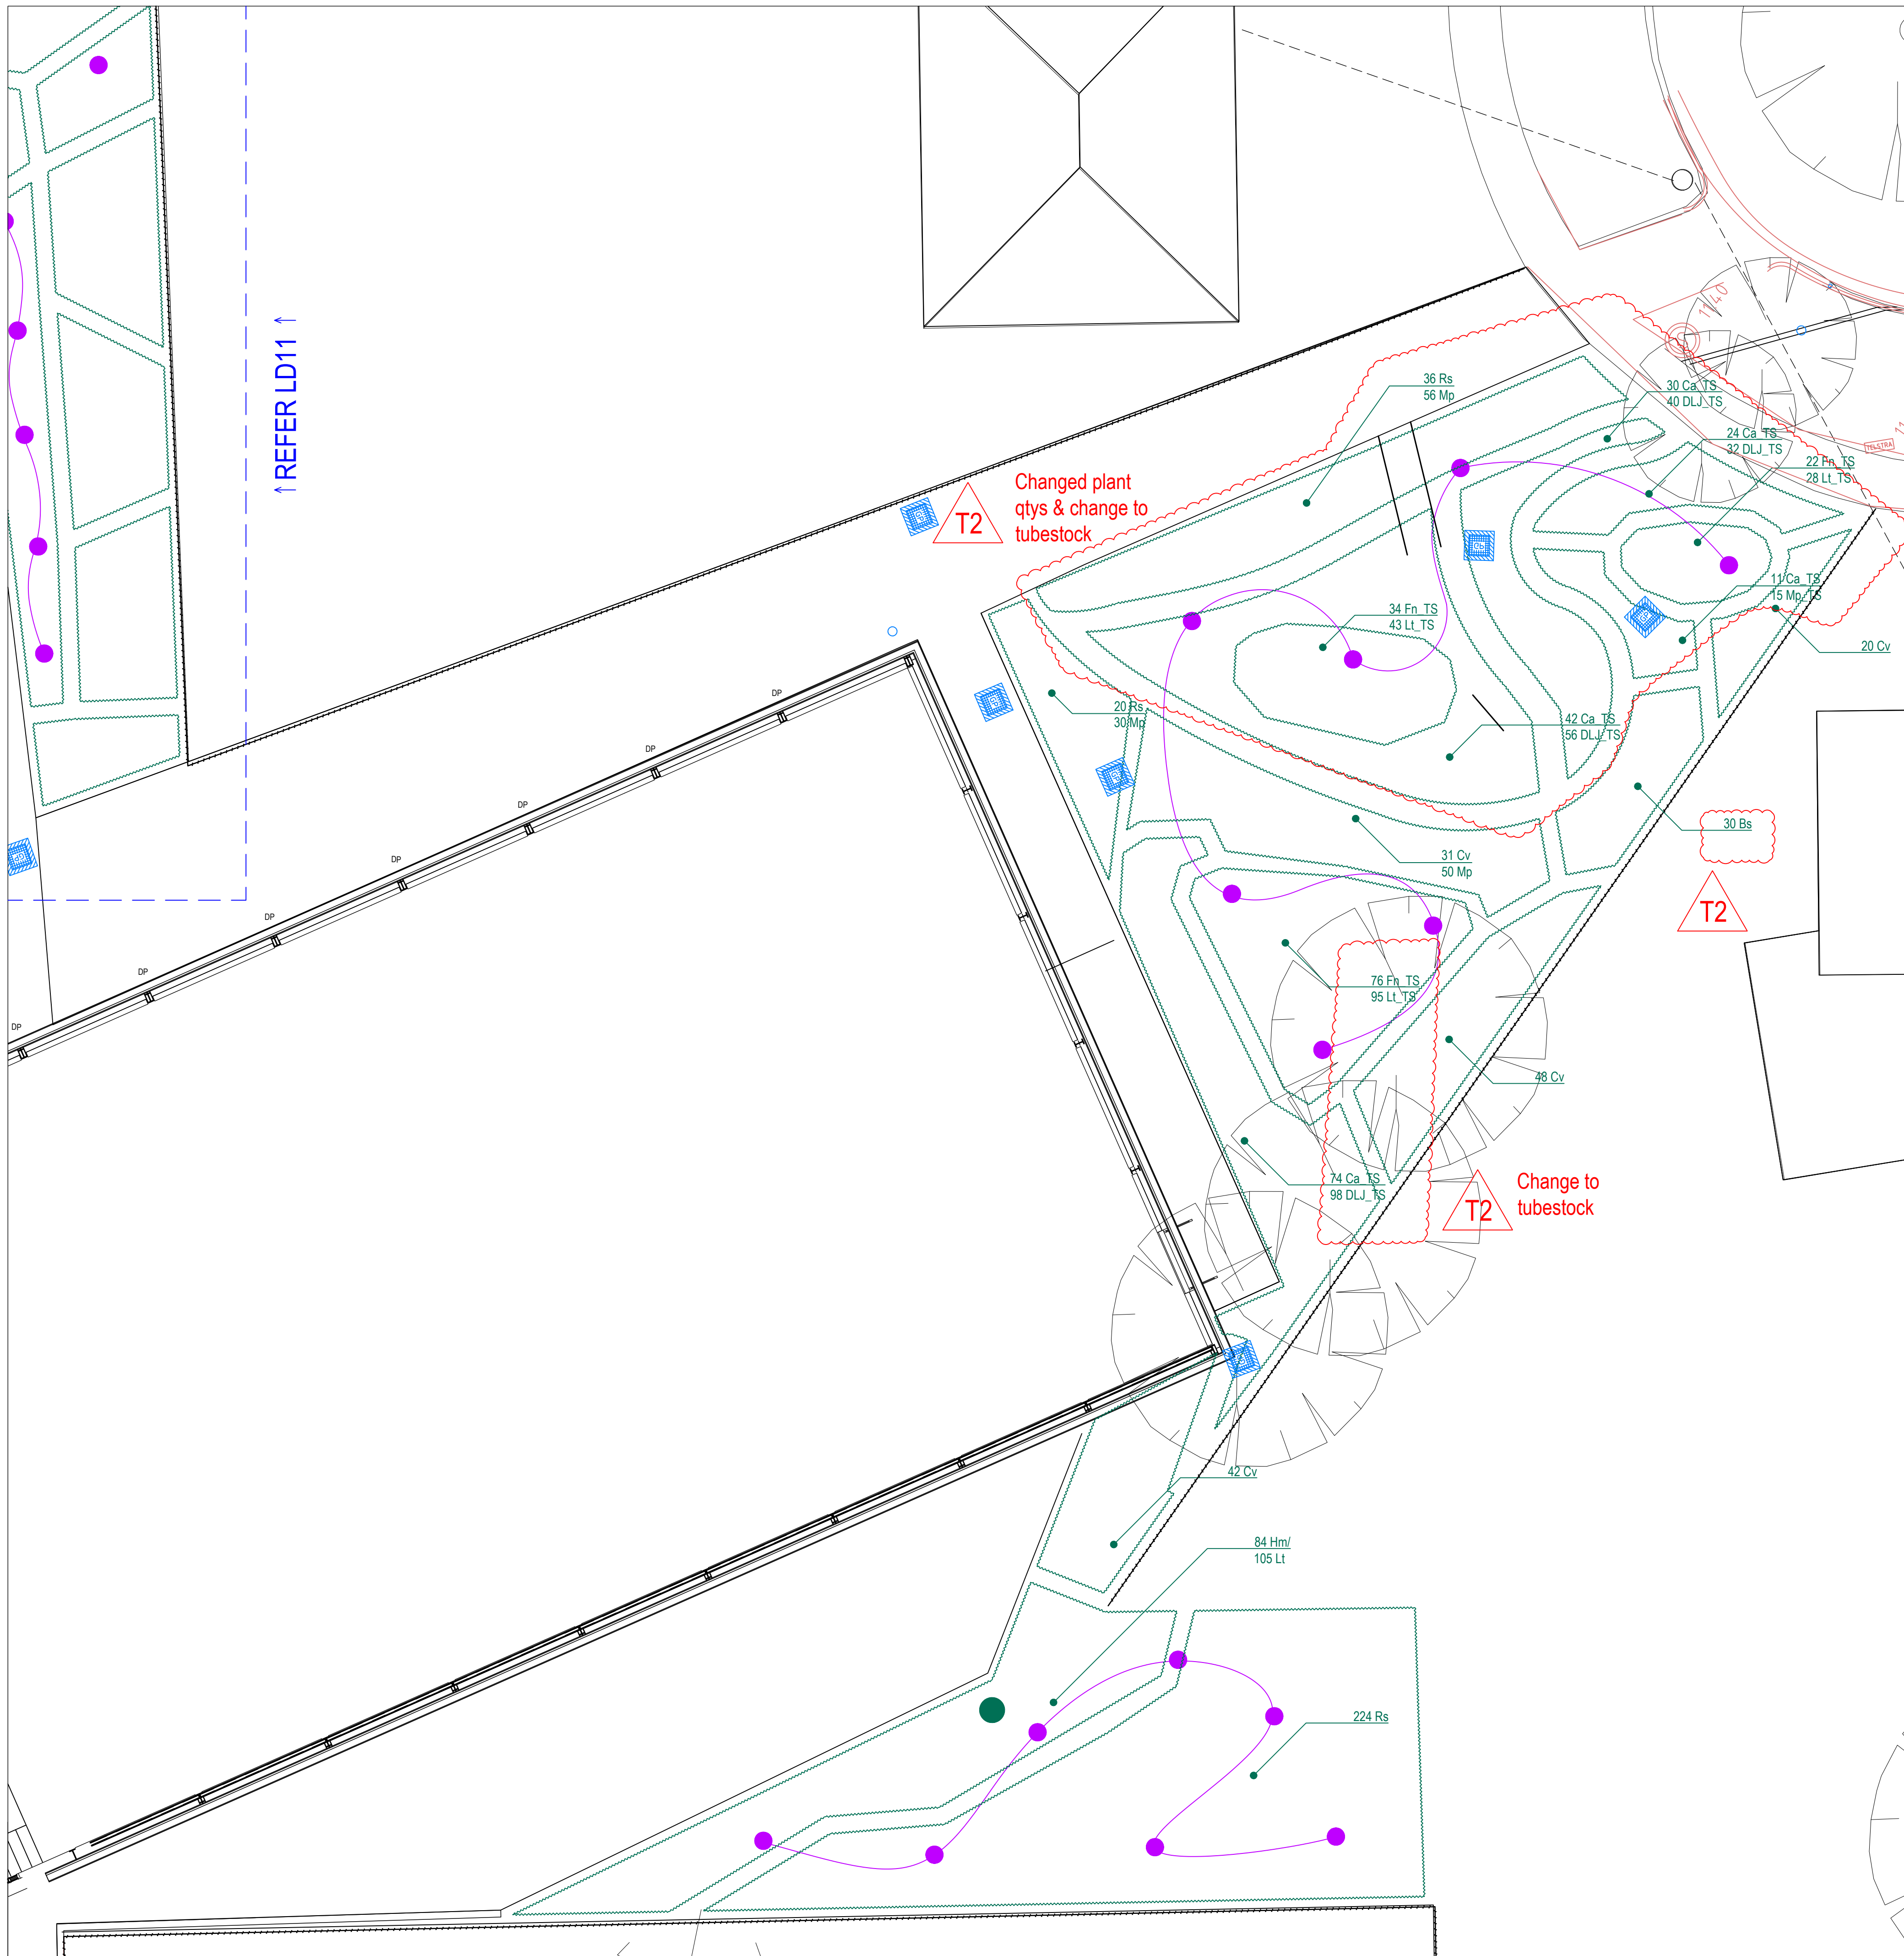 ↑REFER LD11 ↑
1140
36 Rs
56 Mp
30 Ca_TS
40 DLJ_TS
24 Ca_TS
32 DLJ_TS
TELSTRA
22 Fn_TS
28 Lt_TS
T2
Changed plant
qtys & change to
tubestock
11 Ca_TS
15 Mp_TS
34 Fn_TS
43 Lt_TS
20 Cv
20 Rs
30 Mp
42 Ca_TS
56 DLJ_TS
DP
DP
DP
DP
DP
DP
DP
30 Bs
31 Cv
50 Mp
T2
76 Fn_TS
95 Lt_TS
48 Cv
74 Ca_TS
98 DLJ_TS
T2
Change to
tubestock
42 Cv
84 Hm/
105 Lt
224 Rs